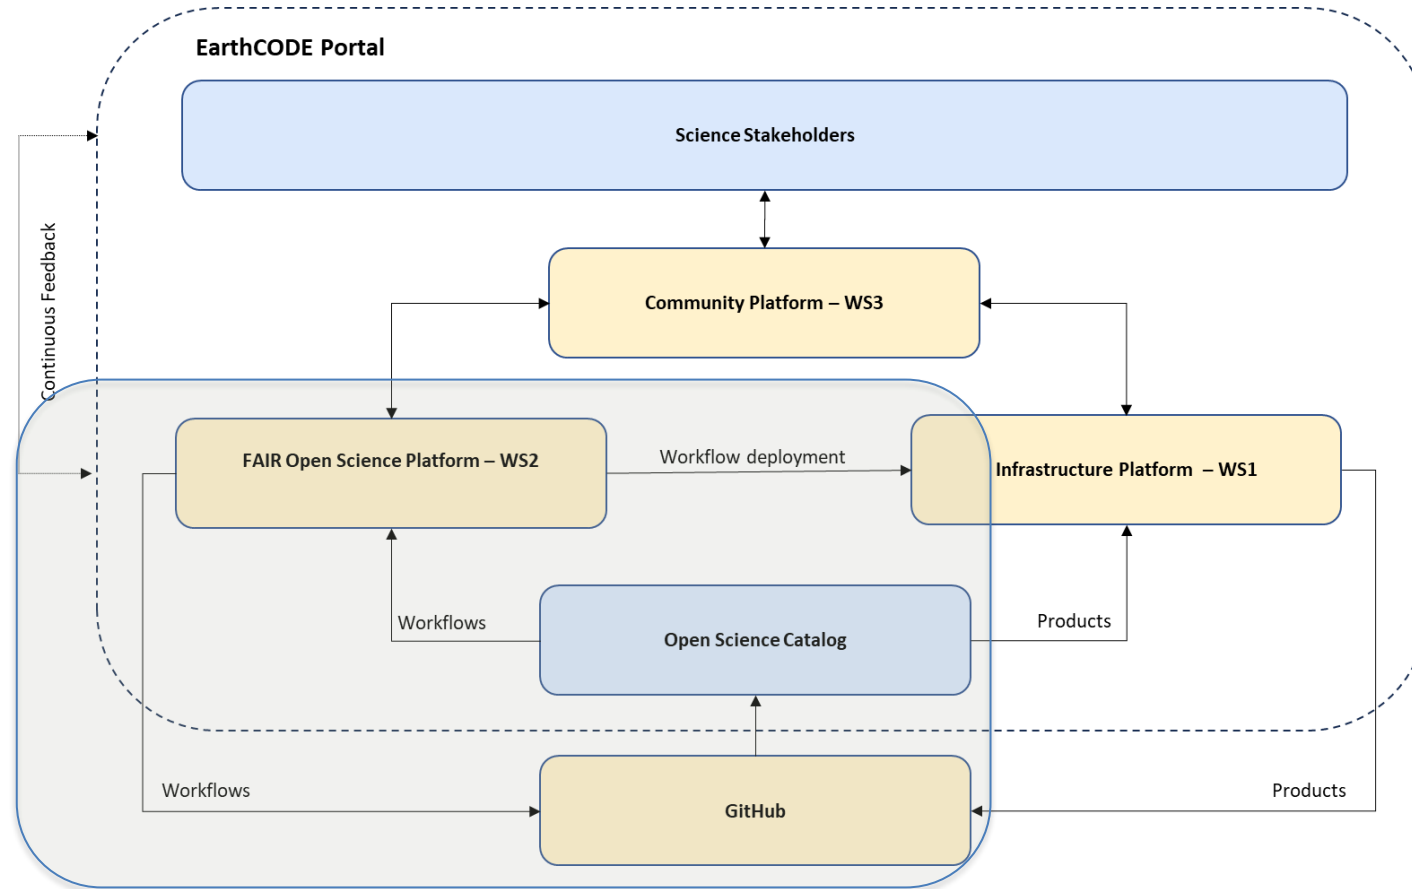 EarthCODE Portal
Science Stakeholders
Continuous Feedback
Community Platform – WS3
FAIR Open Science Platform – WS2
Workflow deployment
Infrastructure Platform – WS1
Workflows
Open Science Catalog
Products
Workflows
GitHub
Products